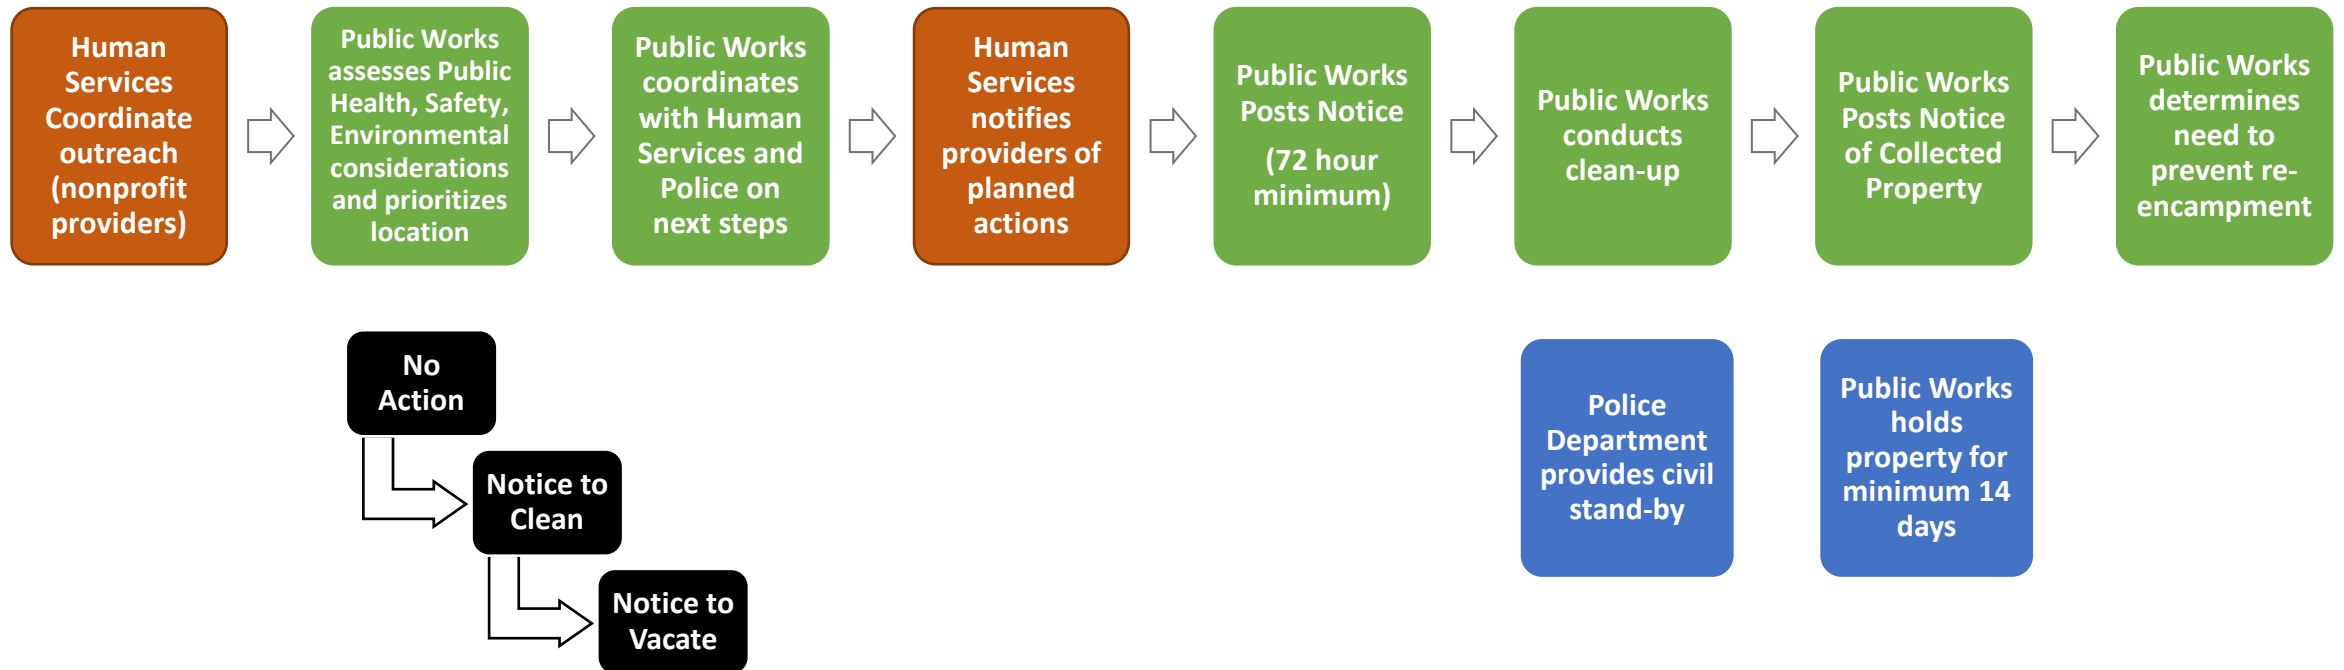 Human
Services
Coordinate
outreach
(nonprofit
providers)
Public Works
assesses Public
Health, Safety,
Environmental
considerations
and prioritizes
location
Public Works
coordinates
with Human
Services and
Police on
next steps
Human
Services
notifies
providers of
planned
actions
Public Works
Posts Notice
(72 hour
minimum)
Public Works
conducts
clean-up
Public Works
Posts Notice
of Collected
Property
Public Works
determines
need to
prevent re-
encampment
No
Action
Notice to
Clean
Notice to
Vacate
Police
Department
provides civil
stand-by
Public Works
holds
property for
minimum 14
days